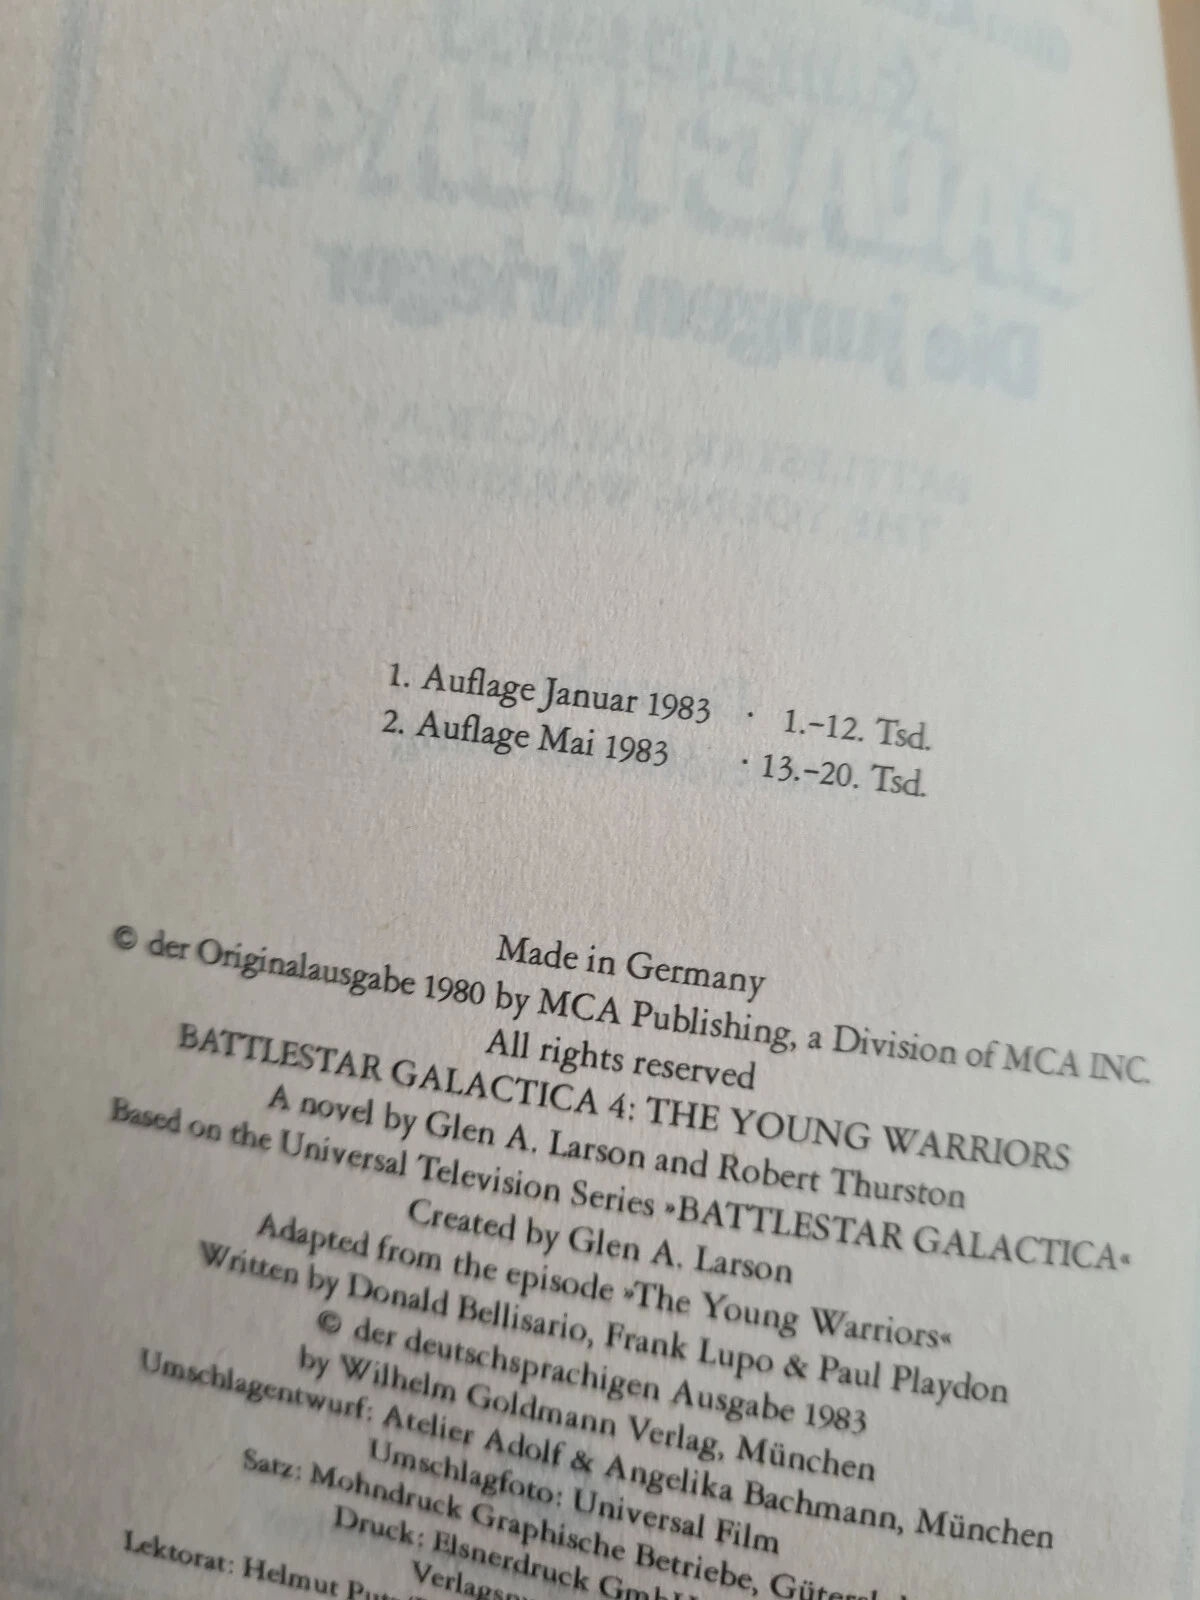 1. Auflage Januar 1983 · 1.–12. Tsd.
2. Auflage Mai 1983 · 13.–20. Tsd.
Made in Germany
© der Originalausgabe 1980 by MCA Publishing, a Division of MCA INC.
All rights reserved
BATTLESTAR GALACTICA 4: THE YOUNG WARRIORS
A novel by Glen A. Larson and Robert Thurston
Based on the Universal Television Series »BATTLESTAR GALACTICA«
Created by Glen A. Larson
Adapted from the episode »The Young Warriors«
Written by Donald Bellisario, Frank Lupo & Paul Playdon
© der deutschsprachigen Ausgabe 1983
by Wilhelm Goldmann Verlag, München
Umschlagentwurf: Atelier Adolf & Angelika Bachmann, München
Umschlagfoto: Universal Film
Satz: Mohndruck Graphische Betriebe,
Druck: Elsnerdruck
Lektorat: Helmut